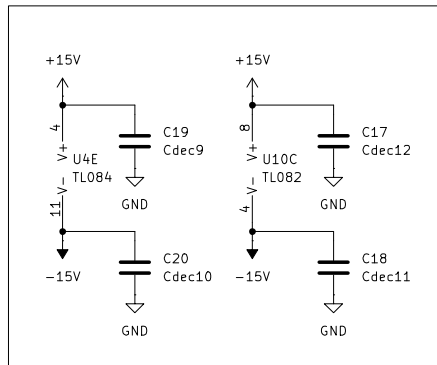 +15V
4
V+
U4E
TL084
V-
11
-15V
C19
Cdec9
GND
C20
Cdec10
GND
+15V
8
V+
U10C
TL082
V-
4
-15V
C17
Cdec12
GND
C18
Cdec11
GND